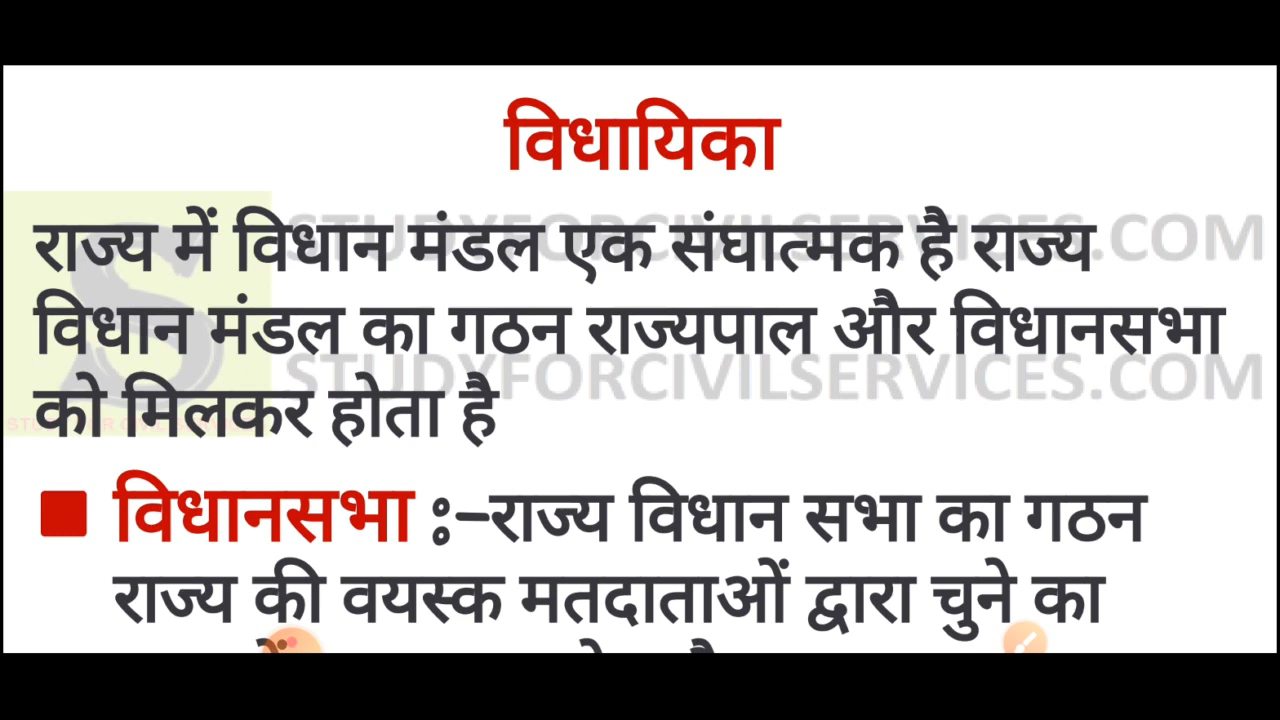 विधायिका
STUDYFORCIVILSERVICES.COM
राज्य में विधान मंडल एक संघात्मक है राज्य
विधान मंडल का गठन राज्यपाल और विधानसभा
STUDYFORCIVILSERVICES.COM
को मिलकर होता है
विधानसभा :-राज्य विधान सभा का गठन
राज्य की वयस्क मतदाताओं द्वारा चुने का